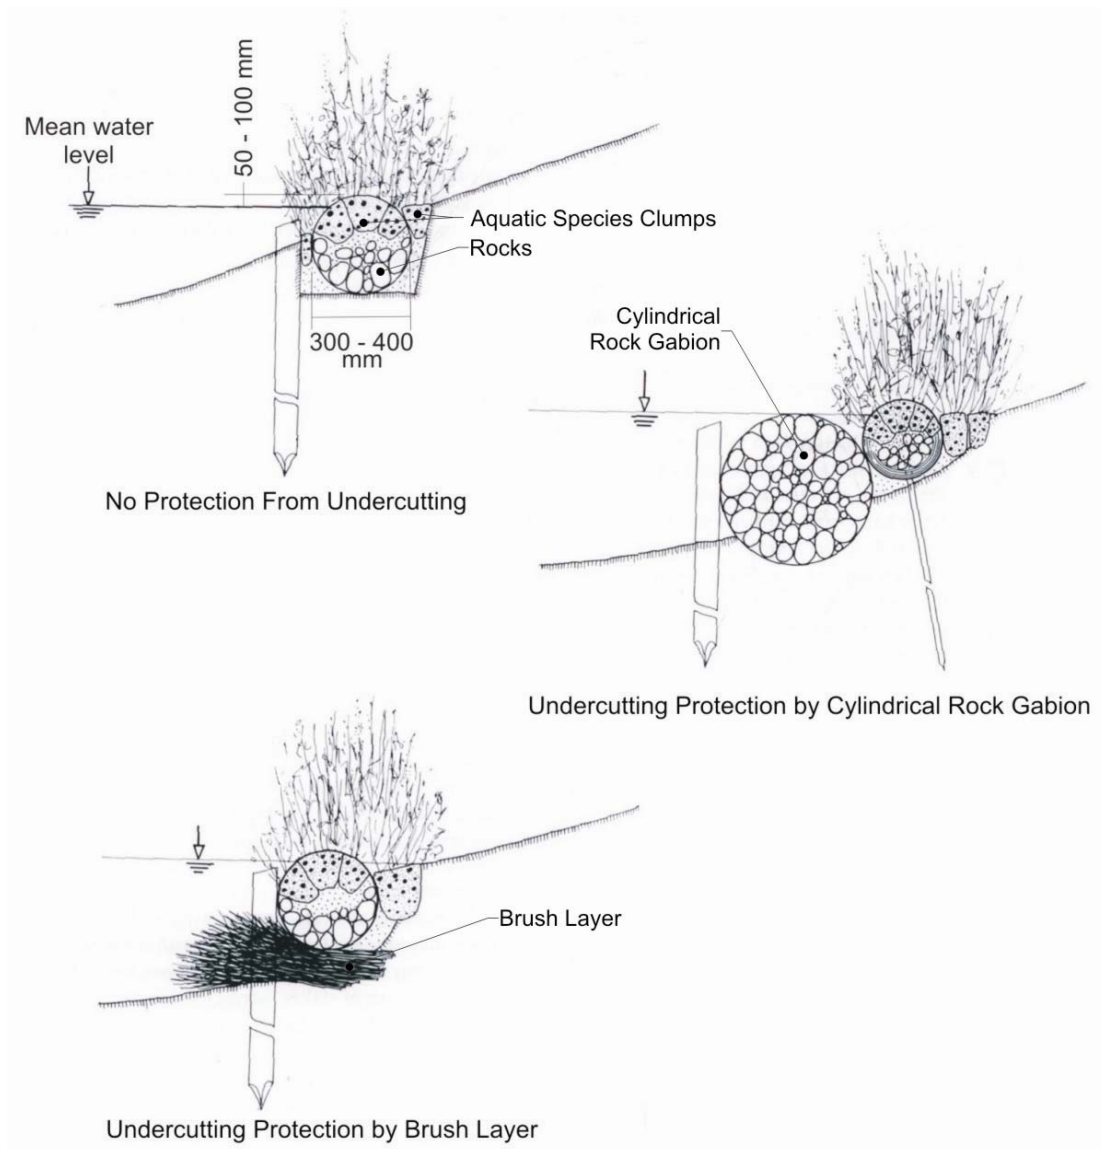 50 - 100 mm
Mean water
level
Aquatic Species Clumps
Rocks
300 - 400
mm
No Protection From Undercutting
Cylindrical
Rock Gabion
Undercutting Protection by Cylindrical Rock Gabion
Brush Layer
Undercutting Protection by Brush Layer